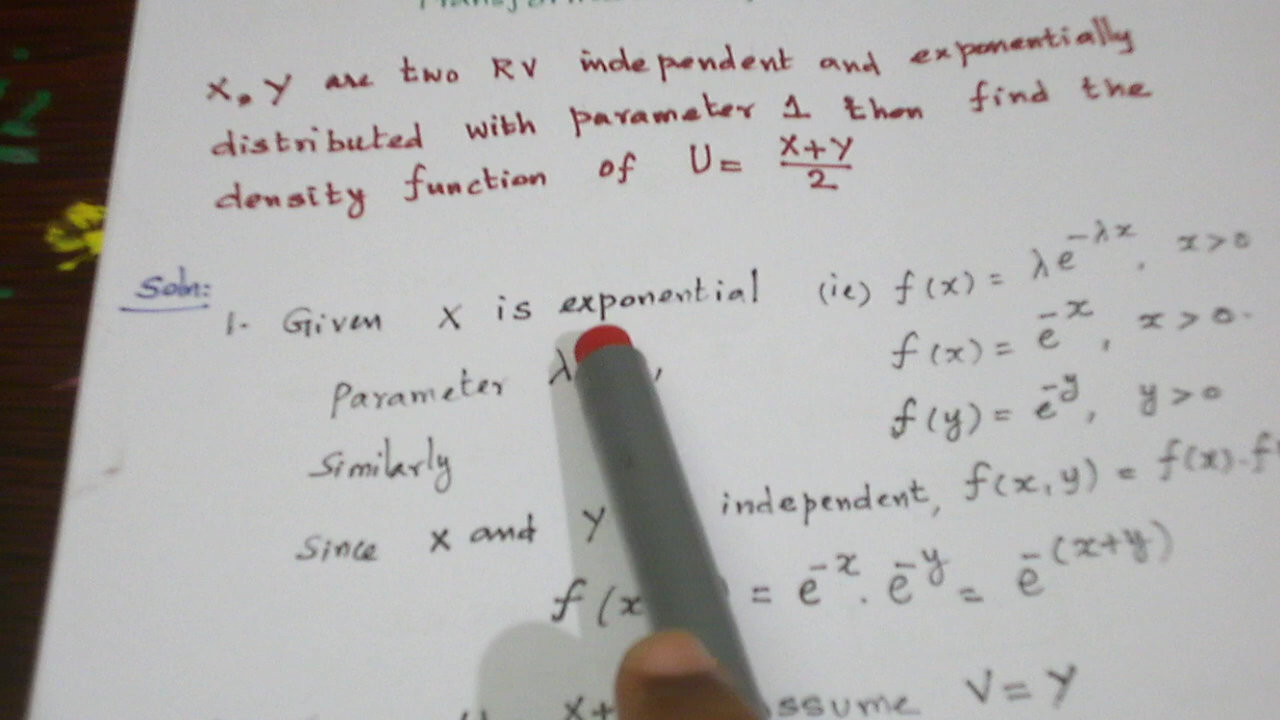 X, Y are two RV independent and exponentially
distributed with parameter 1 then find the
density function of U = X+Y/2
Soln:
1. Given X is exponential (ie) f(x) = λe^-λx, x>0
Parameter λ , f(x) = e^-x, x>0.
Similarly f(y) = e^-y, y>0
Since X and Y independent, f(x,y) = f(x).f
f(x = e^-x . e^-y = e^-(x+y)
X+ ssume V=Y